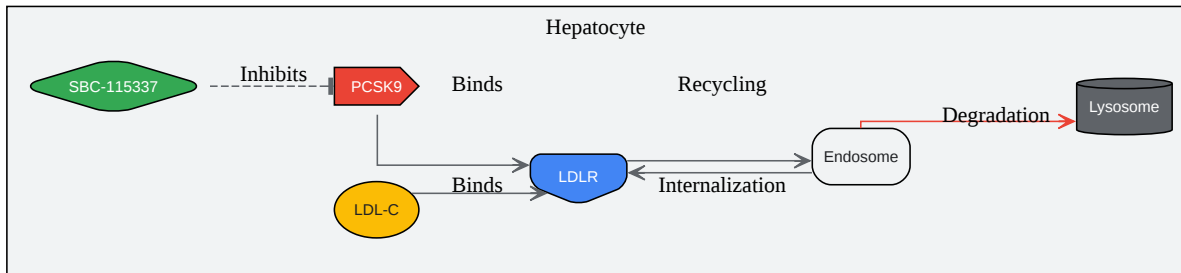 Hepatocyte
Inhibits
Binds
Recycling
SBC-115337
PCSK9
Degradation
Lysosome
Endosome
LDLR
Binds
Internalization
LDL-C